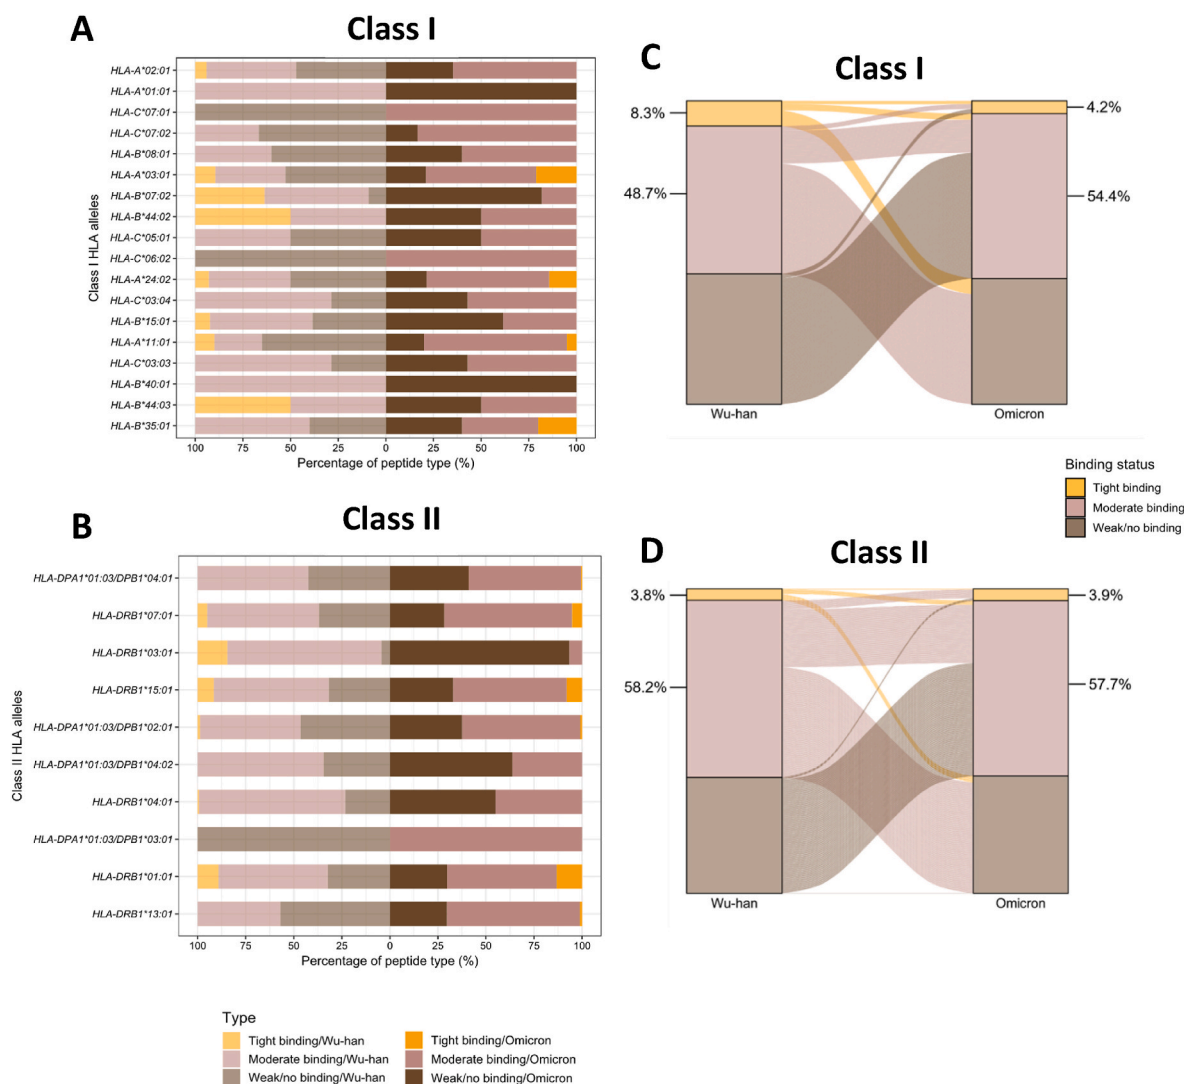 A
Class I
Class I HLA alleles
HLA-A*02:01
HLA-A*01:01
HLA-C*07:01
HLA-C*07:02
HLA-B*08:01
HLA-A*03:01
HLA-B*07:02
HLA-B*44:02
HLA-C*05:01
HLA-C*06:02
HLA-A*24:02
HLA-C*03:04
HLA-B*15:01
HLA-A*11:01
HLA-C*03:03
HLA-B*40:01
HLA-B*44:03
HLA-B*35:01
100 75 50 25 0 25 50 75 100
Percentage of peptide type (%)
C
Class I
8.3%
48.7%
4.2%
54.4%
Wu-han
Omicron
Binding status
Tight binding
Moderate binding
Weak/no binding
B
Class II
Class II HLA alleles
HLA-DPA1*01:03/DPB1*04:01
HLA-DRB1*07:01
HLA-DRB1*03:01
HLA-DRB1*15:01
HLA-DPA1*01:03/DPB1*02:01
HLA-DPA1*01:03/DPB1*04:02
HLA-DRB1*04:01
HLA-DPA1*01:03/DPB1*03:01
HLA-DRB1*01:01
HLA-DRB1*13:01
100 75 50 25 0 25 50 75 100
Percentage of peptide type (%)
D
Class II
3.8%
58.2%
3.9%
57.7%
Wu-han
Omicron
Type
Tight binding/Wu-han
Moderate binding/Wu-han
Weak/no binding/Wu-han
Tight binding/Omicron
Moderate binding/Omicron
Weak/no binding/Omicron